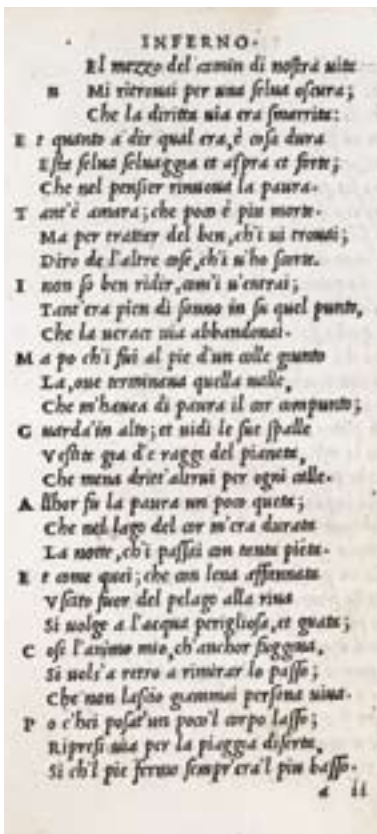 INFERNO.
El mezzo del camin di noſtra uita
N Mi ritrouai per una ſelua oſcura;
Che la diritta uia era ſmarrita:
E t quanto a dir qual era, è coſa dura
Eſta ſelua ſeluaggia et aſpra et forte;
Che nel penſier rinuoua la paura.
T ant'è amara; che poco è piu morte.
Ma per trattar del ben, ch'i ui trouai;
Diro de l'altre coſe, ch'i u'ho ſcorte.
I non ſo ben ridir, com'i u'entrai;
Tant'era pien di ſonno in ſu quel punto,
Che la uerace uia abbandonai.
M a po ch'i fui al pie d'un colle giunto
La, oue terminaua quella ualle,
Che m'hauea di paura il cor compunto;
G uarda'in alto; et uidi le ſue ſpalle
Veſtite gia d'e raggi del pianeta,
Che mena dritt'altrui per ogni calle.
A llhor fu la paura un poco queta;
Che nel lago del cor m'era durata
La notte, ch'i paſſai con tanta pieta.
E t come quei; che con lena affannata
Vſcito fuor del pelago alla riua
Si uolge a l'acqua perigliosa, et guata;
C oſi l'animo mio, ch'anchor fuggiua,
Si uolſ'a retro a rimirar lo paſſo;
Che non laſcio giammai perſona uiua.
P o c'hei poſat'un poco'l corpo laſſo;
Ripreſi uia per la piaggia diſerta,
Si ch'l pie fermo ſempr'era'l piu baſſo.
a ii